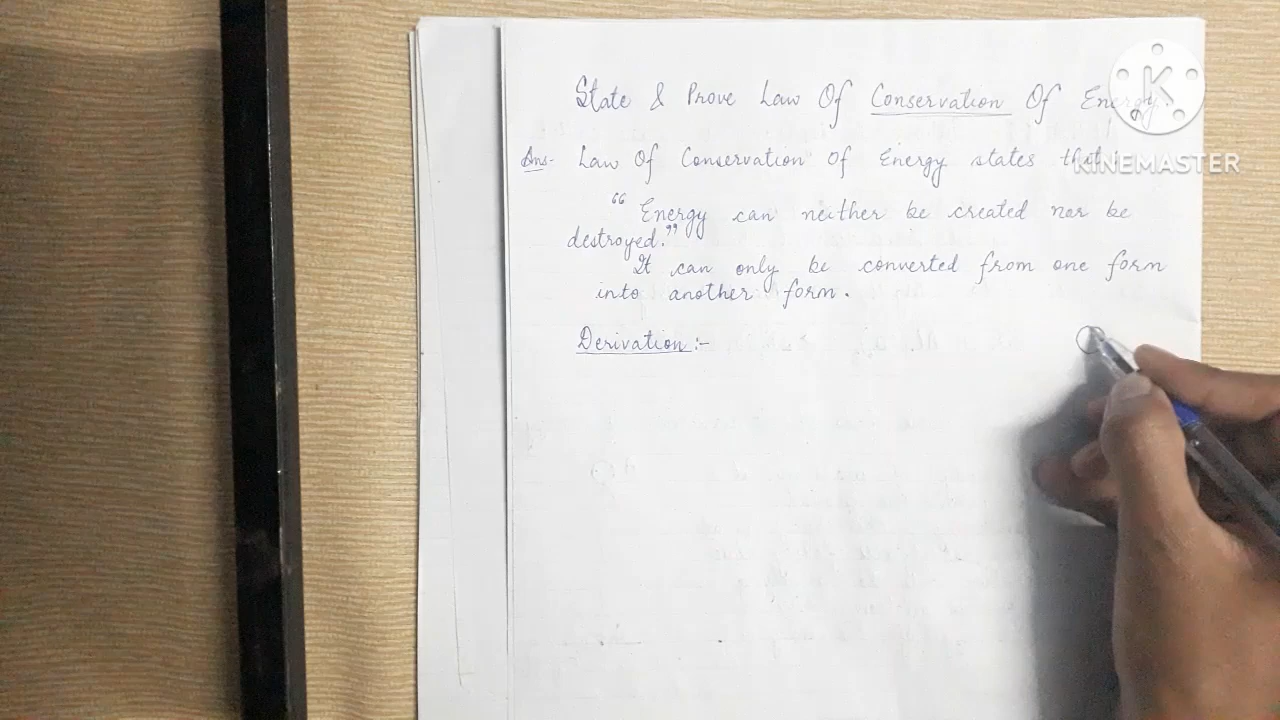 State & Prove Law Of Conservation Of Energy.
Ans- Law Of Conservation Of Energy states that :
“ Energy can neither be created nor be
destroyed.”
It can only be converted from one form
into another form.
Derivation :-
K
KINEMASTER